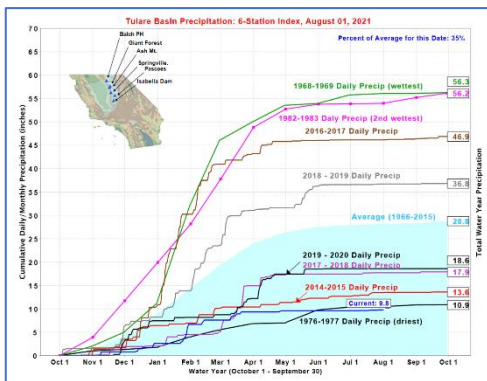 Tulare Basin Precipitation: 6-Station Index, August 01, 2021
Percent of Average for this Date: 35%
Balch PH
Giant Forest
Ash Mt.
Springville
Pascoes
Isabella Dam
1968-1969 Daily Precip (wettest)
56.3
1982-1983 Daly Precip (2nd wettest)
56.2
2016-2017 Daily Precip
46.9
2018 - 2019 Daily Precip
36.8
Average (1966-2015)
28.8
2019 - 2020 Daily Precip
18.6
2017 - 2018 Daily Precip
17.9
2014-2015 Daily Precip
13.6
Current: 9.8
1976-1977 Daily Precip (driest)
10.9
Cumulative Daily/Monthly Precipitation (inches)
Total Water Year Precipitation
70
65
60
55
50
45
40
35
30
25
20
15
10
5
0
Oct 1 Nov 1 Dec 1 Jan 1 Feb 1 Mar 1 Apr 1 May 1 Jun 1 Jul 1 Aug 1 Sep 1 Oct 1
Water Year (October 1 - September 30)